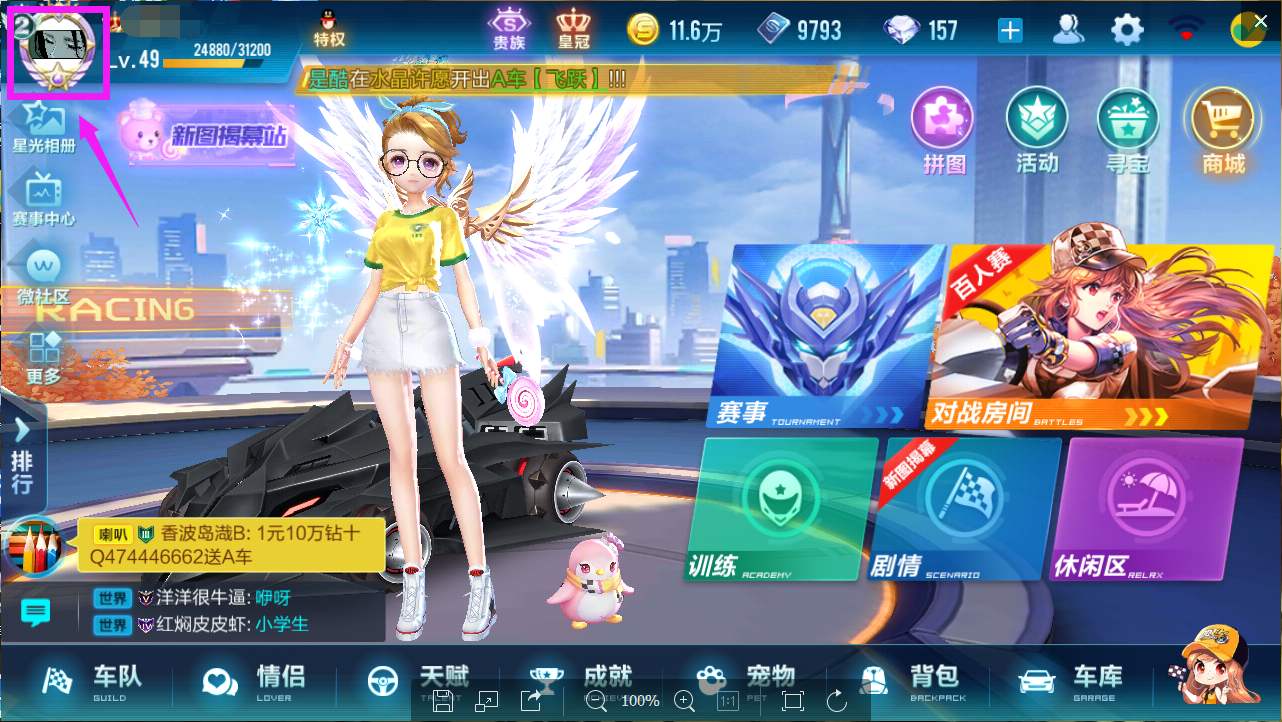 2
Lv.49
24880/31200
特权
贵族
皇冠
11.6万
9793
157
是酷在水晶许愿开出A车【飞跃】!!!
星光相册
新图揭幕站
赛事中心
微社区
更多
RACING
排行
拼图
活动
寻宝
商城
赛事 TOURNAMENT
百人赛
对战房间 BATTLES
训练 ACADEMY
新图揭幕
剧情 SCENARIO
休闲区 RELAX
喇叭 III 香波岛潵B: 1元10万钻十
Q474446662送A车
世界 V 洋洋很牛逼: 咿呀
世界 IV 红焖皮皮虾: 小学生
车队 GUILD
情侣 LOVER
天赋
成就
宠物 PET
背包 BACKPACK
车库 GARAGE
100%
1:1